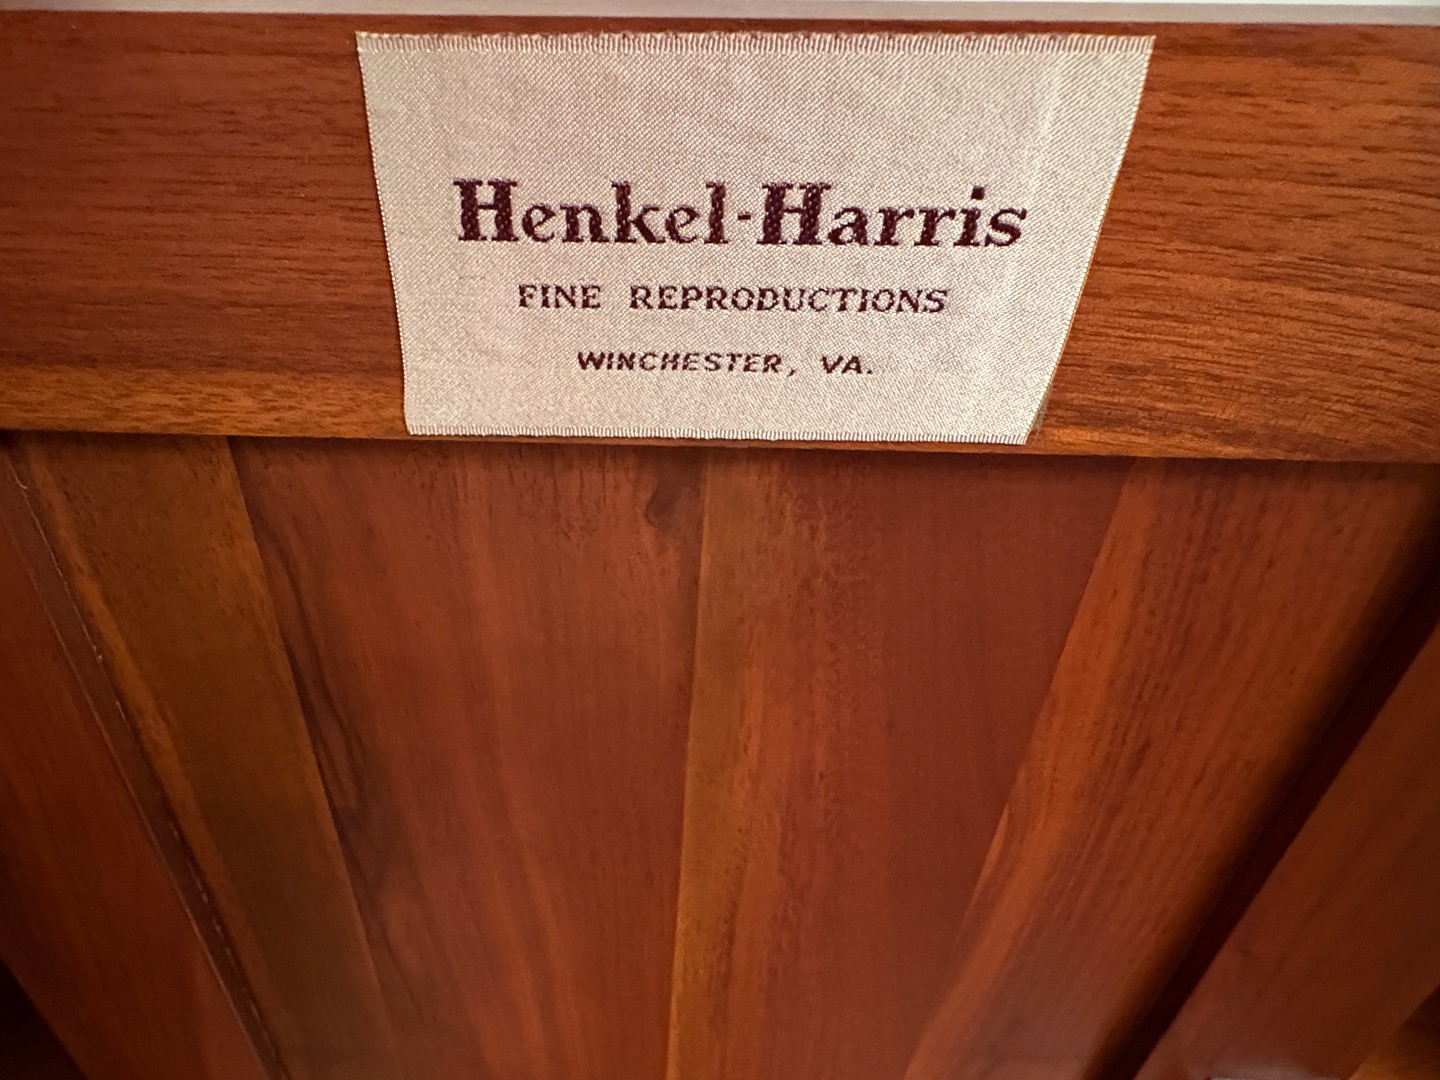 Henkel-Harris
FINE REPRODUCTIONS
WINCHESTER, VA.